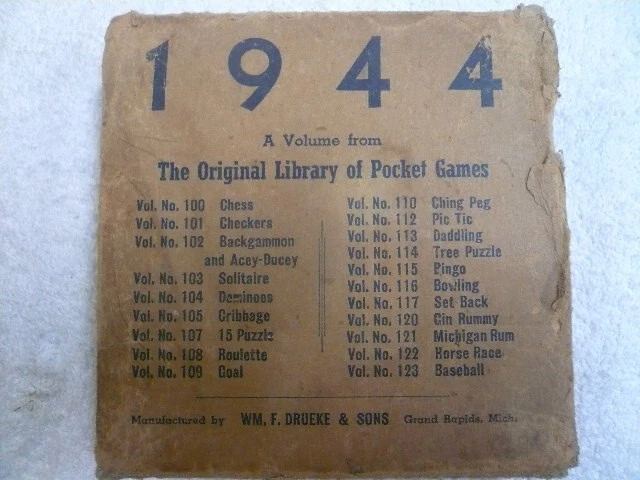 1944
A Volume from
The Original Library of Pocket Games
Vol. No. 100 Chess
Vol. No. 101 Checkers
Vol. No. 102 Backgammon
and Acey-Ducey
Vol. No. 103 Solitaire
Vol. No. 104 Dominoes
Vol. No. 105 Cribbage
Vol. No. 107 15 Puzzle
Vol. No. 108 Roulette
Vol. No. 109 Goal
Vol. No. 110 Ching Peg
Vol. No. 112 Pic Tic
Vol. No. 113 Daddling
Vol. No. 114 Tree Puzzle
Vol. No. 115 Pingo
Vol. No. 116 Bowling
Vol. No. 117 Set Back
Vol. No. 120 Gin Rummy
Vol. No. 121 Michigan Rum
Vol. No. 122 Horse Race
Vol. No. 123 Baseball
Manufactured by WM. F. DRUEKE & SONS Grand Rapids, Mich.